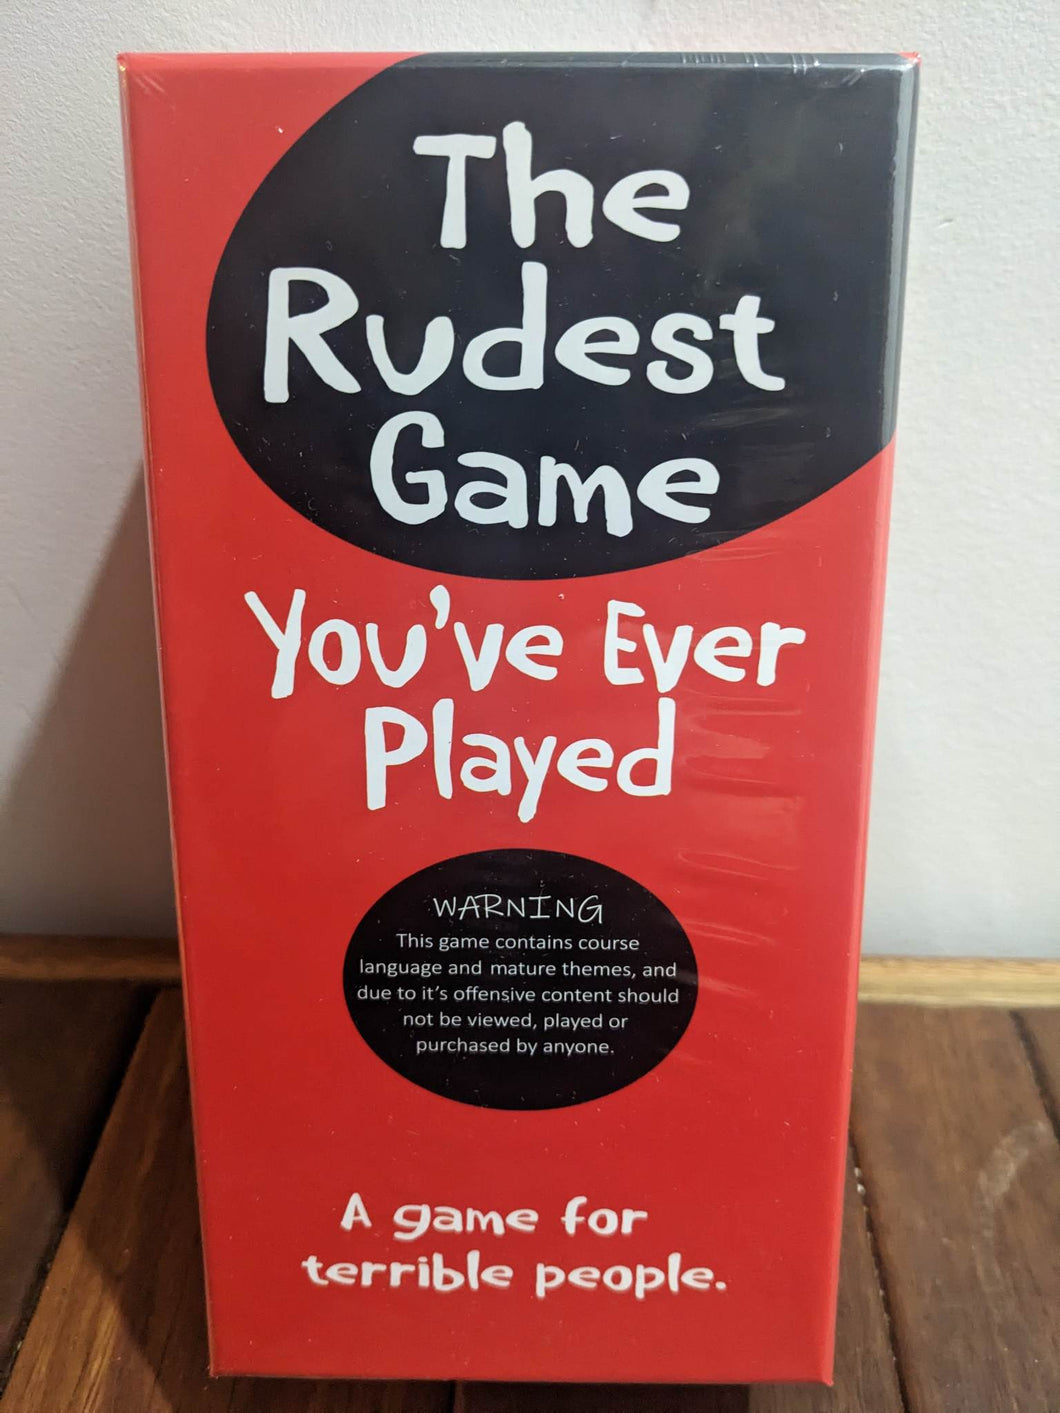 The
Rudest
Game
You've Ever
Played
WARNING
This game contains course
language and mature themes, and
due to it's offensive content should
not be viewed, played or
purchased by anyone.
A game for
terrible people.